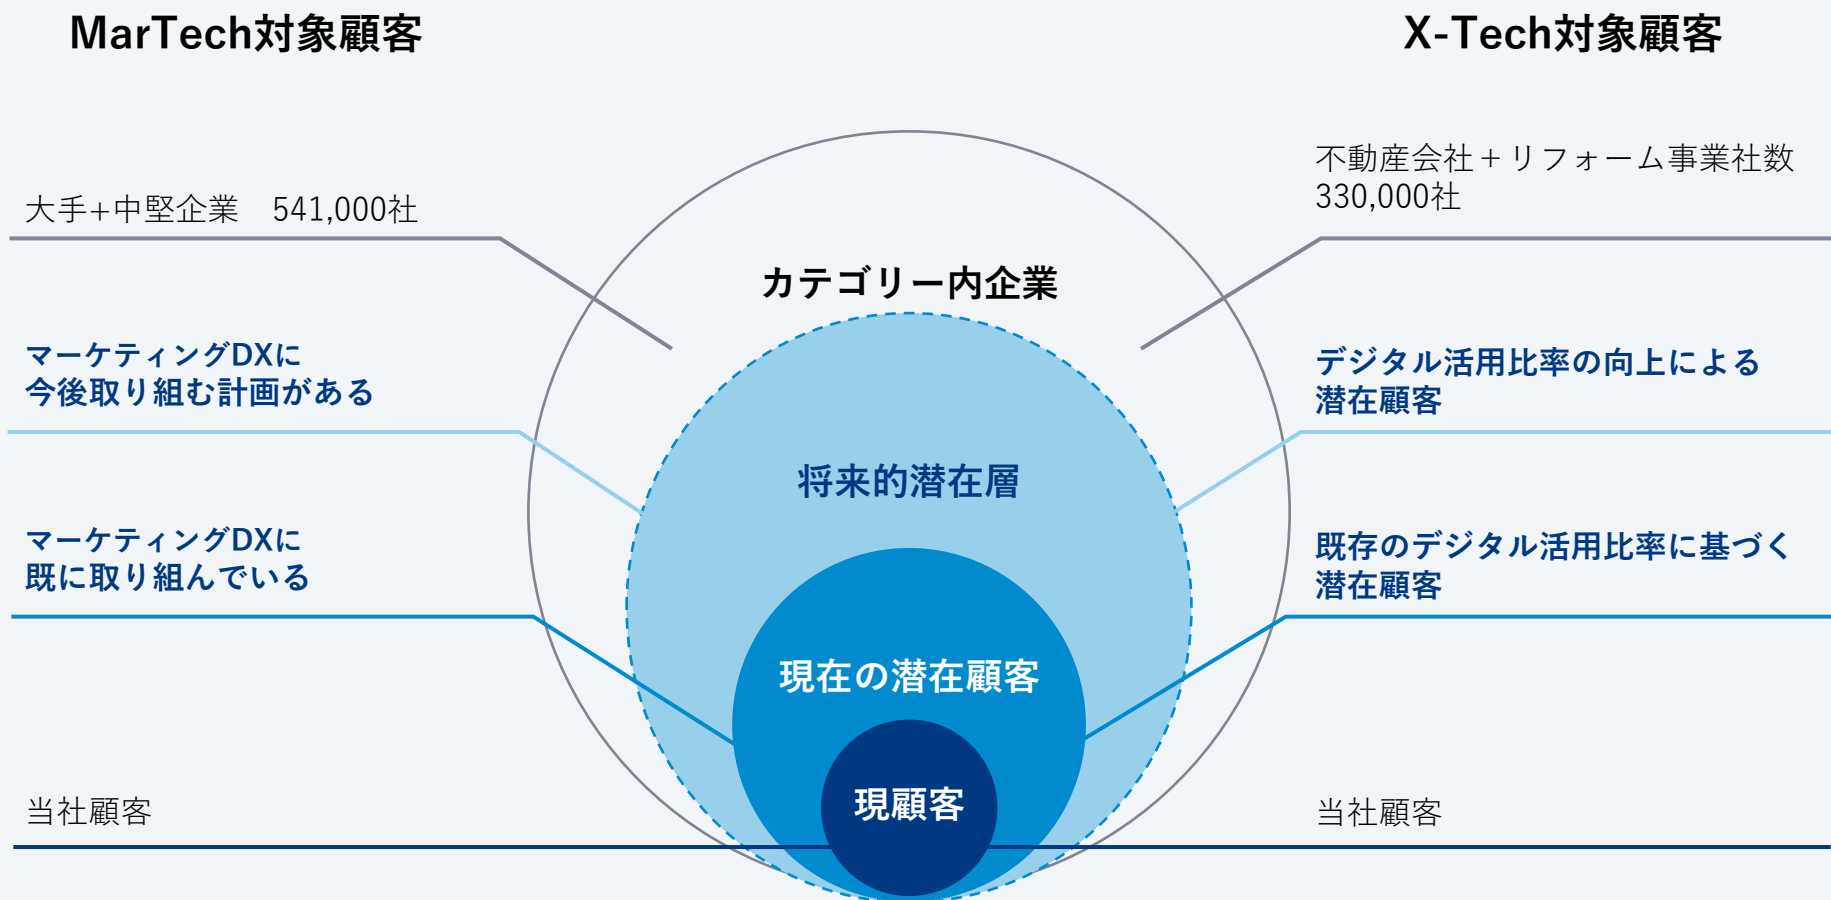 MarTech対象顧客
X-Tech対象顧客
大手+中堅企業　541,000社
不動産会社＋リフォーム事業社数
330,000社
カテゴリー内企業
マーケティングDXに
今後取り組む計画がある
デジタル活用比率の向上による
潜在顧客
将来的潜在層
マーケティングDXに
既に取り組んでいる
既存のデジタル活用比率に基づく
潜在顧客
現在の潜在顧客
当社顧客
現顧客
当社顧客